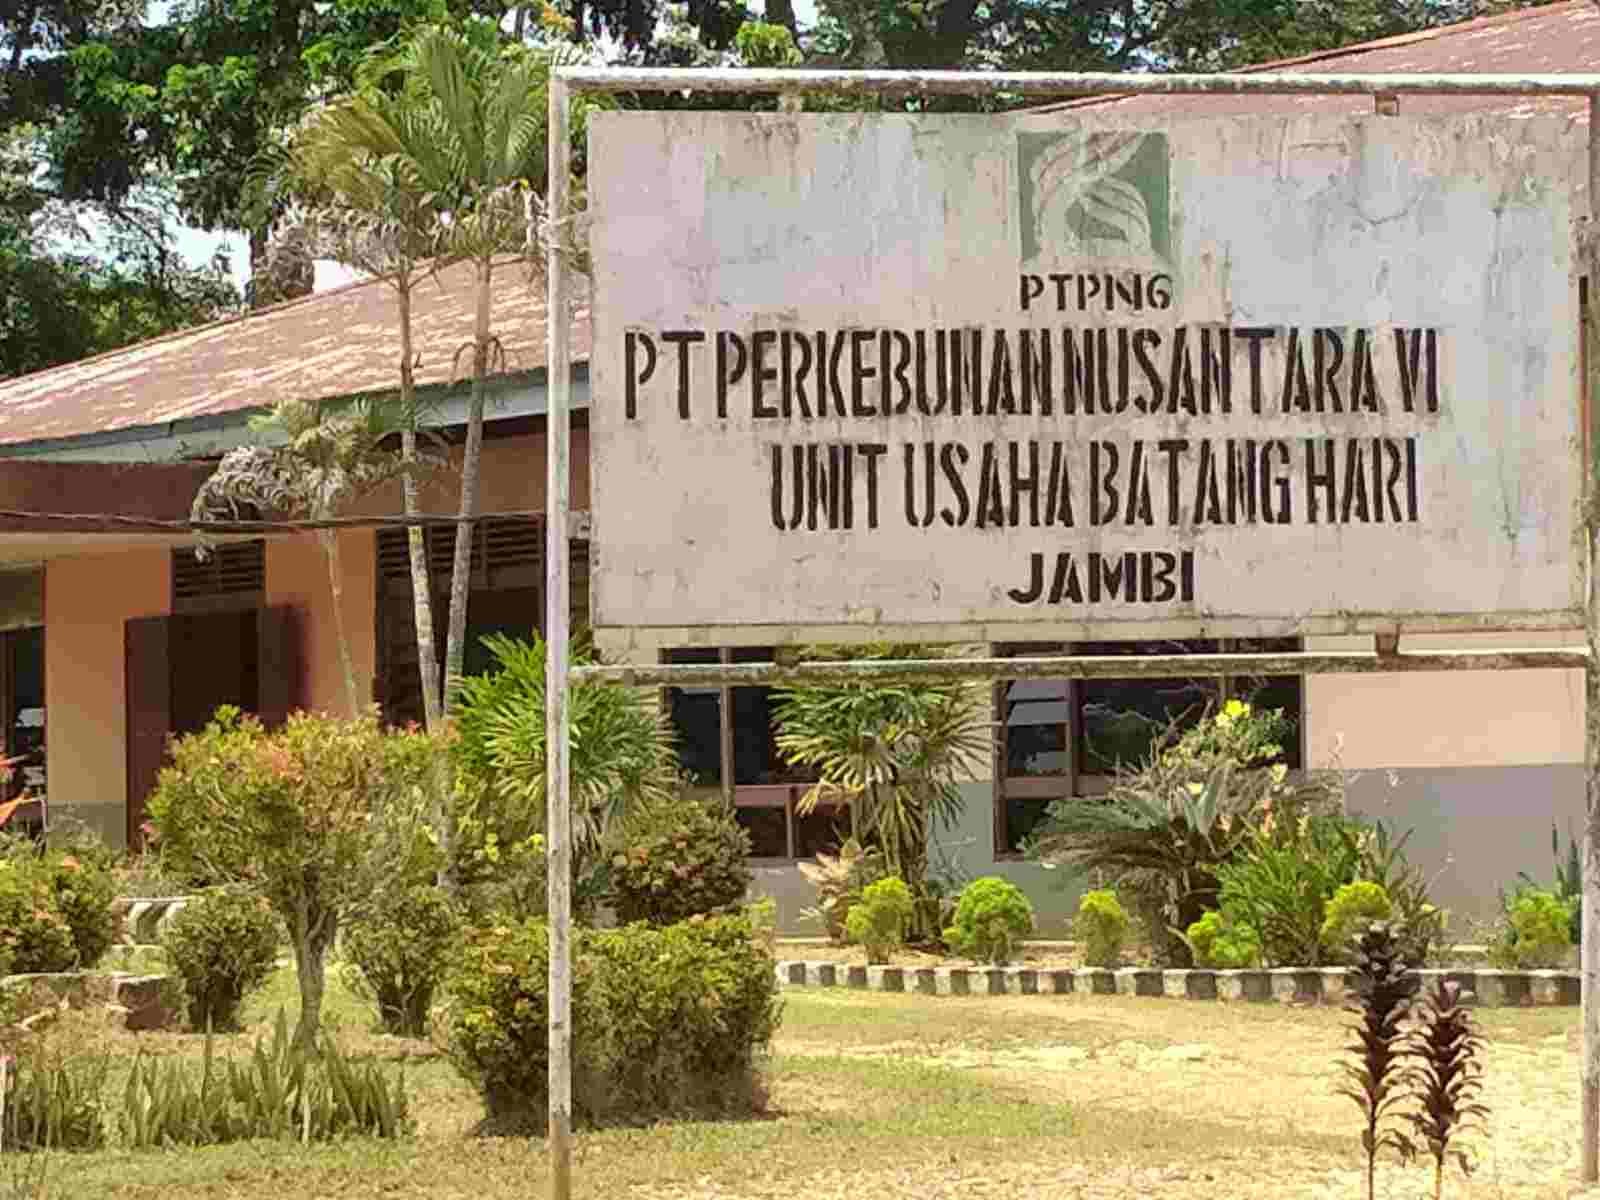 PTPN6
PT PERKEBUNAN NUSANTARA VI
UNIT USAHA BATANG HARI
JAMBI